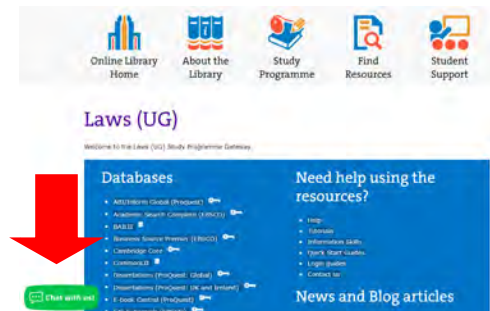 Online Library Home
About the Library
Study Programme
Find Resources
Student Support
Laws (UG)
Welcome to the Laws (UG) Study Programme Gateway.
Databases
ABI/Inform Global (ProQuest)
Academic Search Complete (EBSCO)
BAILII
Business Source Premier (EBSCO)
Cambridge Core
CommonLII
Dissertations (ProQuest: Global)
Dissertations (ProQuest: UK and Ireland)
E-book Central (ProQuest)
Need help using the
resources?
Help
Tutorials
Information Skills
Quick Start Guides
Login guides
Contact us
News and Blog articles
Chat with us!